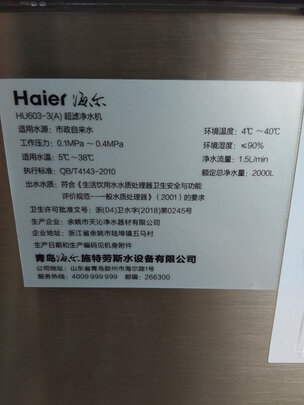 Haier 海尔
HU603-3(A) 超滤净水机
适用水源：市政自来水
工作压力：0.1MPa ~ 0.4MPa
环境温度：4℃~40℃
适用水温：5℃~38℃
环境湿度：≤90%
执行标准：QB/T4143-2010
净水流量：1.5L/min
出水水质：符合《生活饮用水水质处理器卫生安全与功能
额定总净水量：2000L
评价规范--一般水质处理器》（2001）的要求
卫生许可批准文号：浙(04)卫水字(2018)第0245号
生产企业：余姚市天沁净水器材有限公司
企业地址：浙江省余姚市陆埠镇五马村
生产日期和生产编码见机身附件
青岛海尔施特劳斯水设备有限公司
公司地址：山东省青岛胶州市海尔路1号
服务热线：4009 999 999 邮编：266300